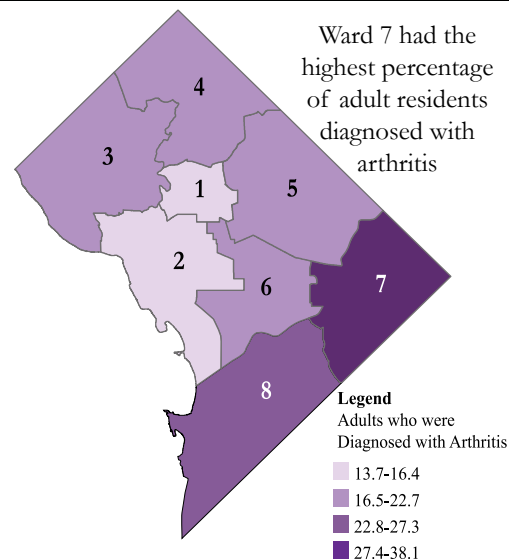 Ward 7 had the
highest percentage
of adult residents
diagnosed with
arthritis
4
3
1
5
2
6
7
8
Legend
Adults who were
Diagnosed with Arthritis
13.7-16.4
16.5-22.7
22.8-27.3
27.4-38.1